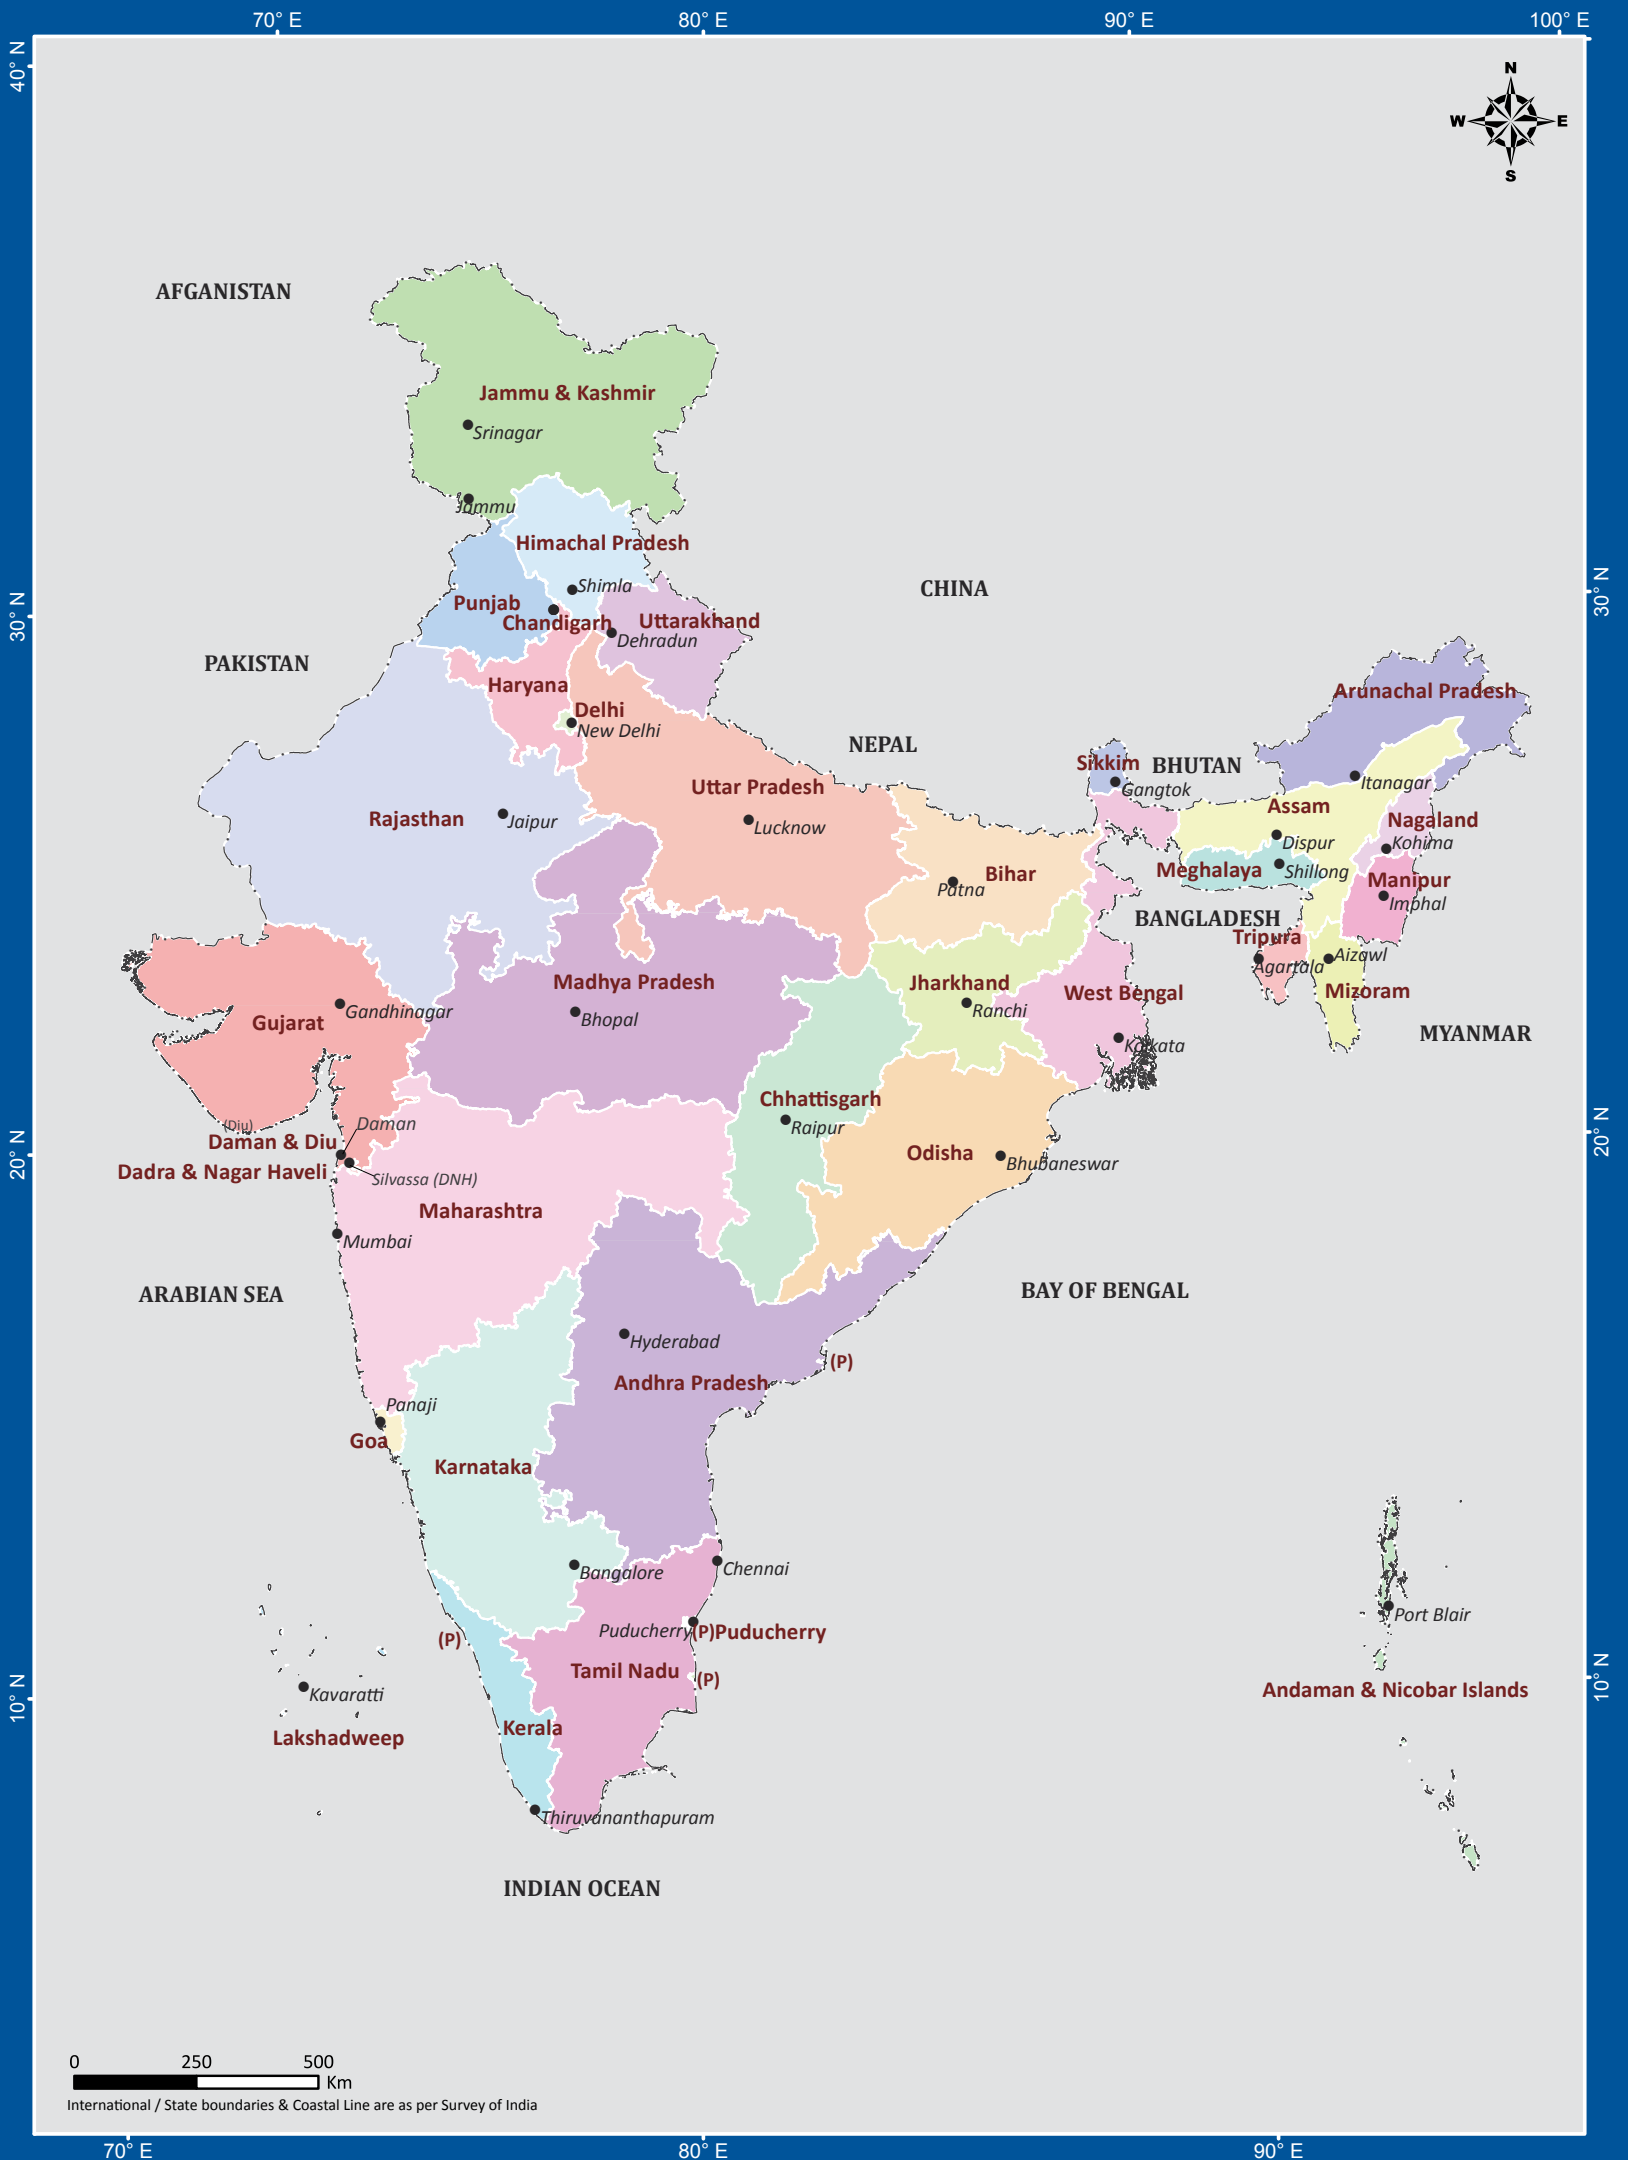 70° E
80° E
90° E
100° E
40° N
N
W
E
S
AFGANISTAN
Jammu & Kashmir
Srinagar
Jammu
Himachal Pradesh
Shimla
CHINA
30° N
30° N
Punjab
Chandigarh
Uttarakhand
Dehradun
PAKISTAN
Haryana
Arunachal Pradesh
Delhi
New Delhi
NEPAL
Sikkim
BHUTAN
Gangtok
Itanagar
Uttar Pradesh
Assam
Rajasthan
Jaipur
Lucknow
Nagaland
Dispur
Kohima
Bihar
Patna
Meghalaya
Shillong
Manipur
Imphal
BANGLADESH
Tripura
Agartala
Aizawl
Madhya Pradesh
Jharkhand
West Bengal
Mizoram
Gandhinagar
Gujarat
Bhopal
Ranchi
MYANMAR
Kolkata
Chhattisgarh
Raipur
(Diu)
Daman
Daman & Diu
20° N
20° N
Dadra & Nagar Haveli
Silvassa (DNH)
Odisha
Bhubaneswar
Maharashtra
Mumbai
ARABIAN SEA
BAY OF BENGAL
Hyderabad
(P)
Andhra Pradesh
Panaji
Goa
Karnataka
Bangalore
Chennai
Port Blair
(P)
Puducherry
(P)Puducherry
Tamil Nadu
(P)
10° N
10° N
Kavaratti
Andaman & Nicobar Islands
Lakshadweep
Kerala
Thiruvananthapuram
INDIAN OCEAN
0
250
500
Km
International / State boundaries & Coastal Line are as per Survey of India
70° E
80° E
90° E